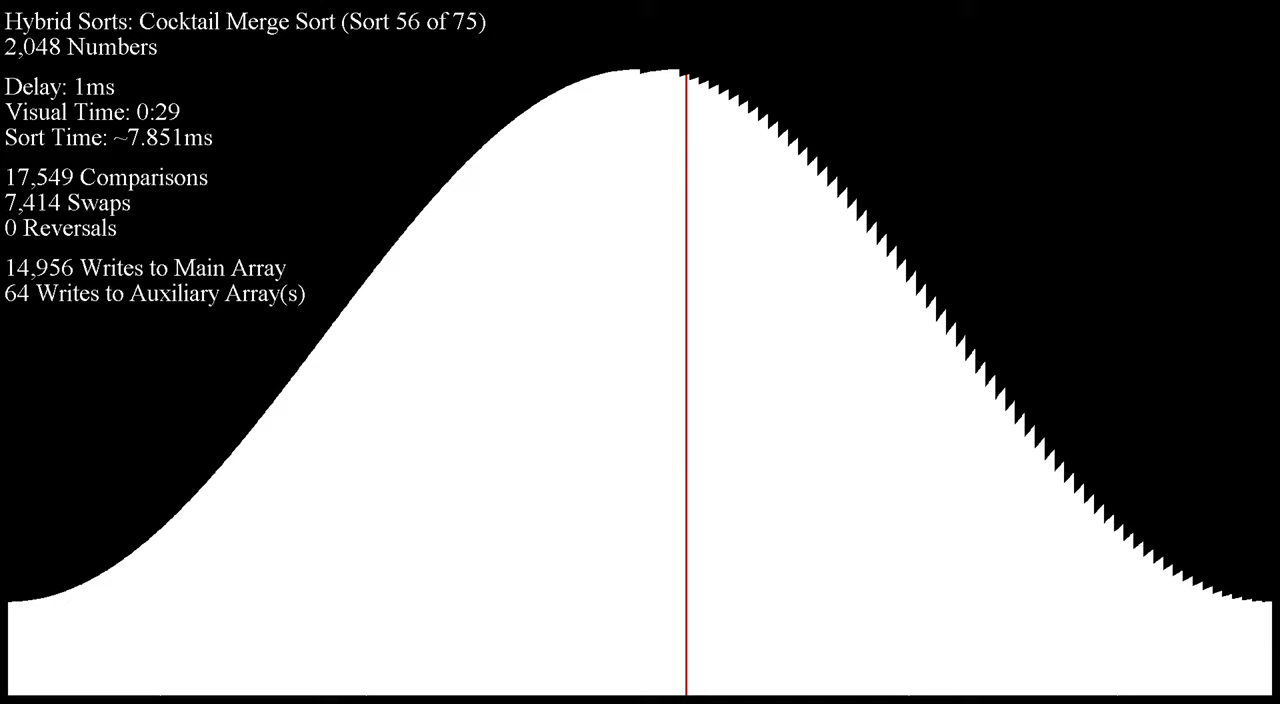 Hybrid Sorts: Cocktail Merge Sort (Sort 56 of 75)
2,048 Numbers
Delay: 1ms
Visual Time: 0:29
Sort Time: ~7.851ms
17,549 Comparisons
7,414 Swaps
0 Reversals
14,956 Writes to Main Array
64 Writes to Auxiliary Array(s)